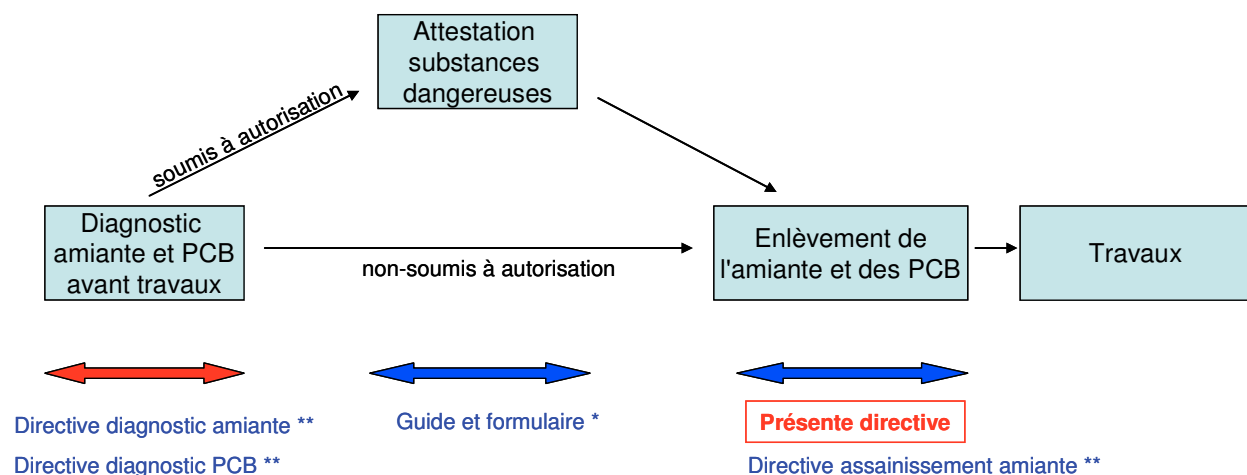 Attestation
substances
dangereuses
soumis à autorisation
Diagnostic
amiante et PCB
avant travaux
non-soumis à autorisation
Enlèvement de
l'amiante et des PCB
Travaux
Directive diagnostic amiante **
Guide et formulaire *
Présente directive
Directive diagnostic PCB **
Directive assainissement amiante **